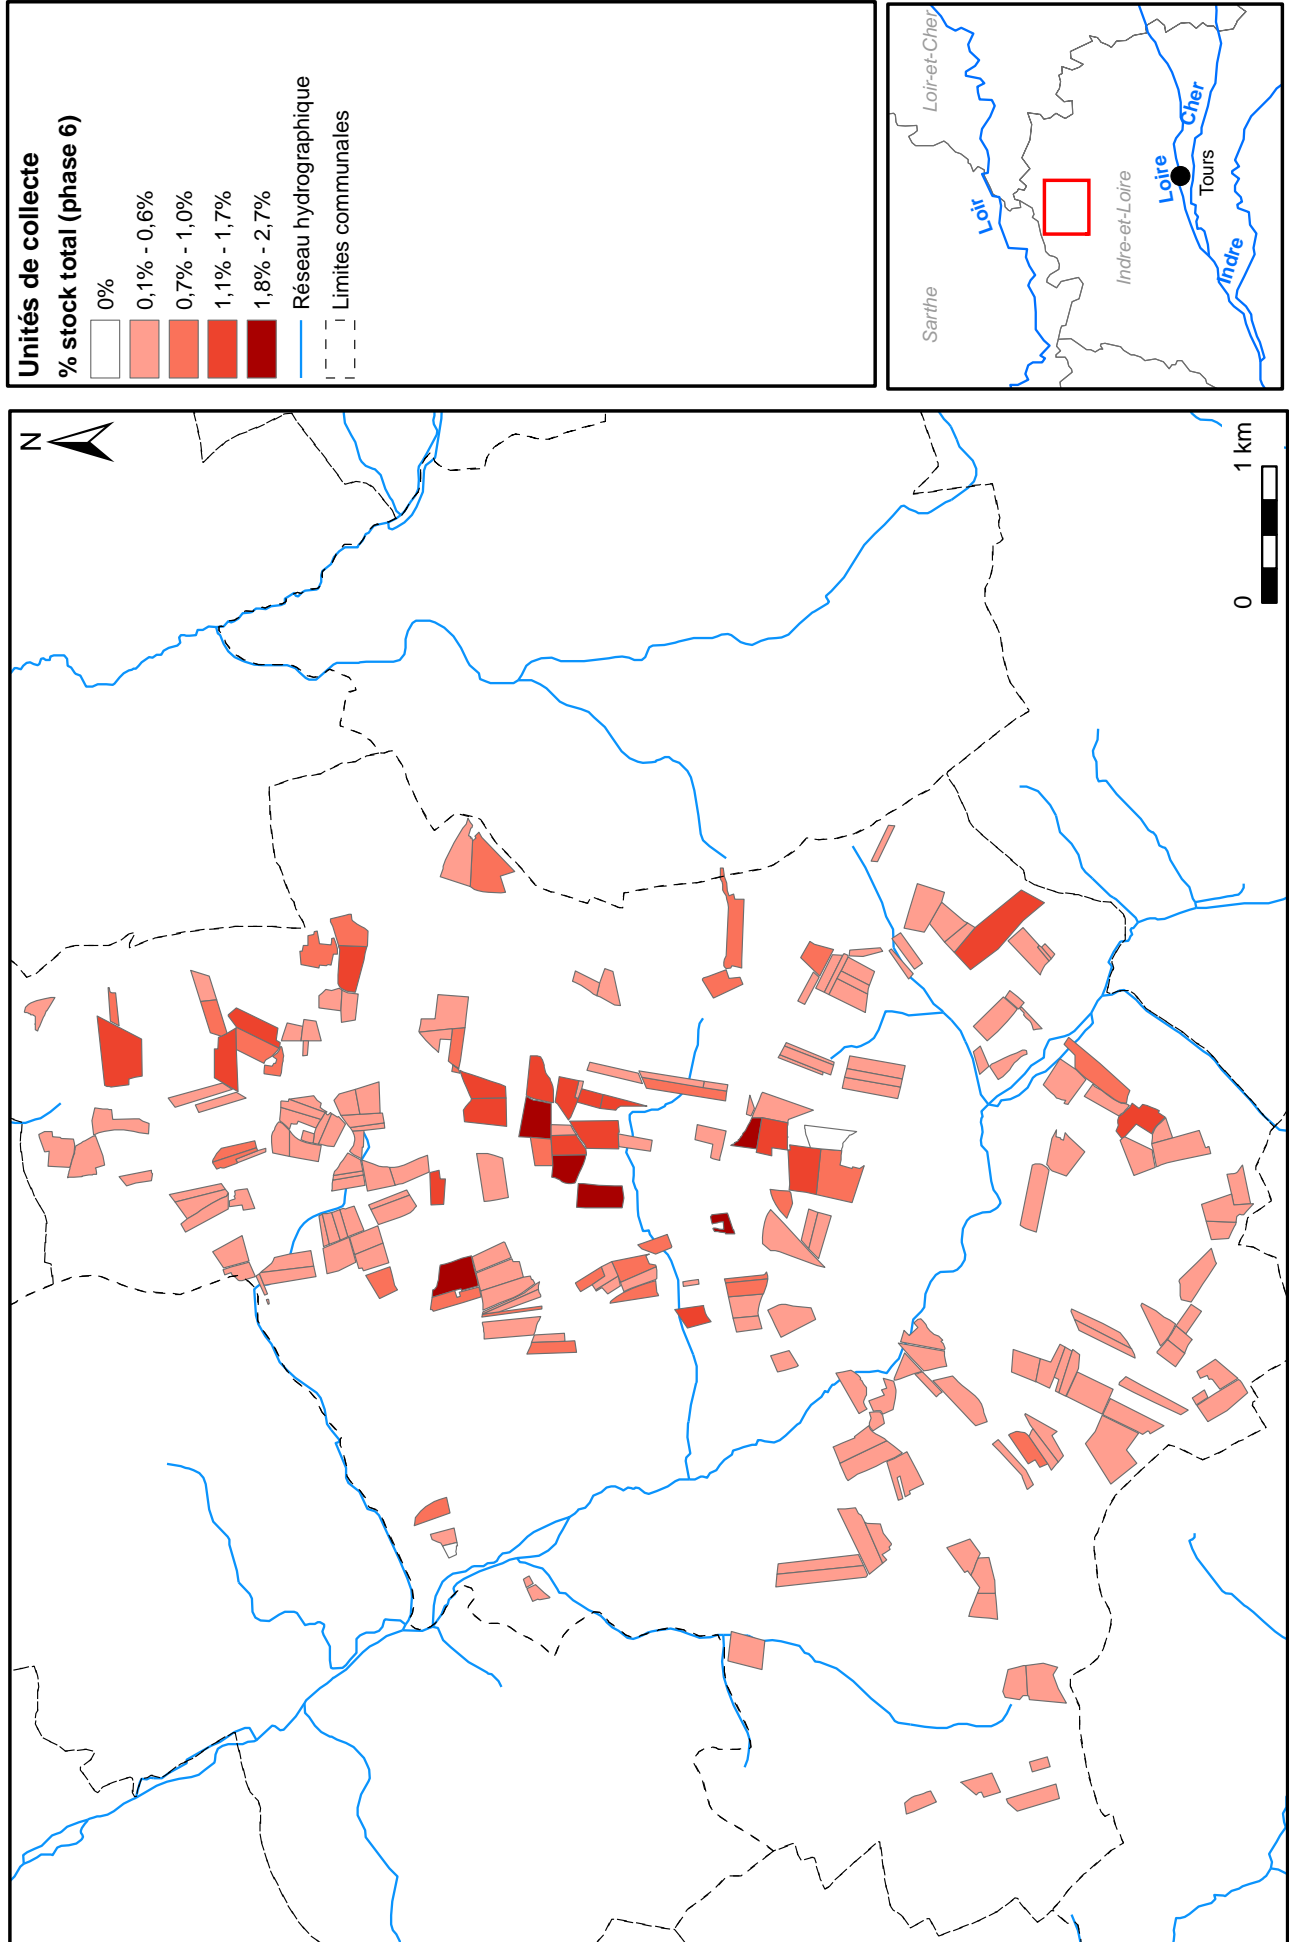 Unités de collecte
% stock total (phase 6)
0%
0,1% - 0,6%
0,7% - 1,0%
1,1% - 1,7%
1,8% - 2,7%
Réseau hydrographique
Limites communales
Sarthe
Loir-et-Cher
Loir
Indre-et-Loire
Loire
Cher
Tours
Indre
N
0
1 km